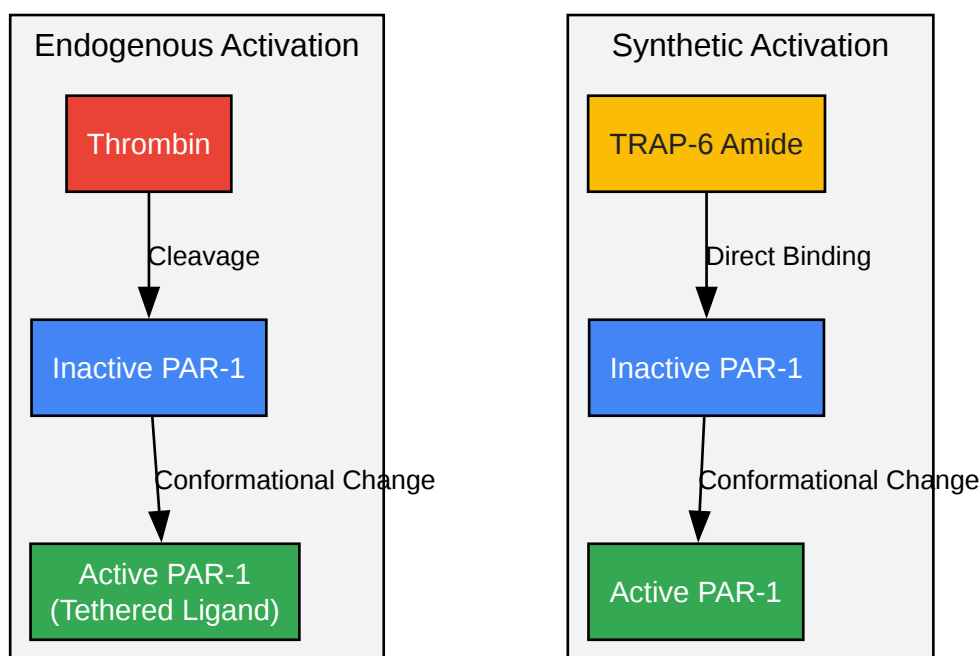 Endogenous Activation
Thrombin
Cleavage
Inactive PAR-1
Conformational Change
Active PAR-1
(Tethered Ligand)
Synthetic Activation
TRAP-6 Amide
Direct Binding
Inactive PAR-1
Conformational Change
Active PAR-1